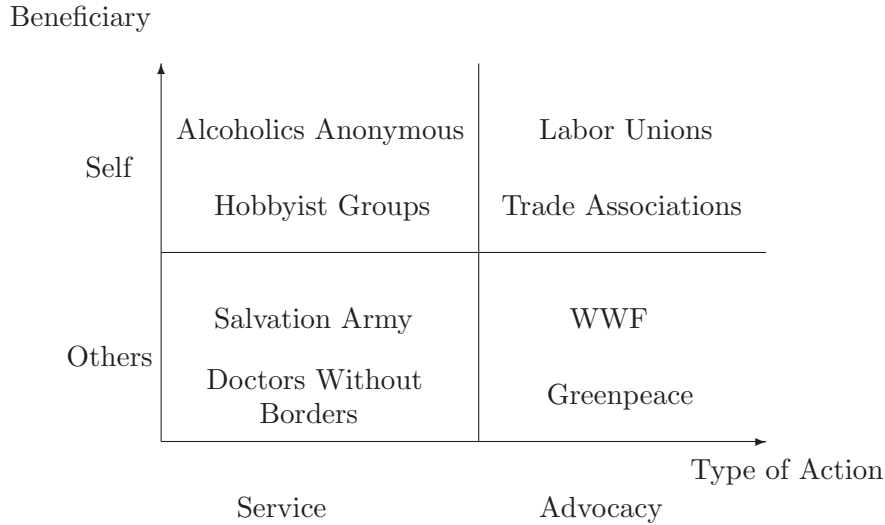 Beneficiary
Alcoholics Anonymous
Labor Unions
Self
Hobbyist Groups
Trade Associations
Salvation Army
WWF
Others
Doctors Without
Borders
Greenpeace
Type of Action
Service
Advocacy